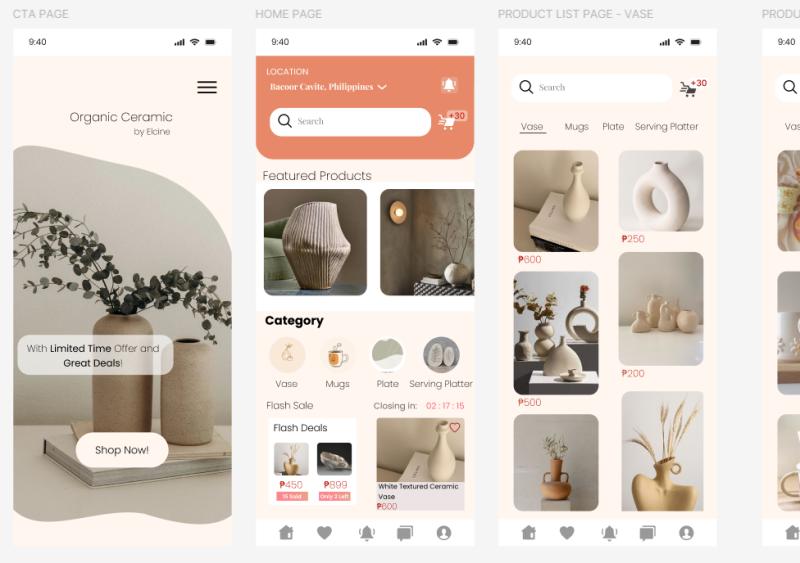 CTA PAGE
9:40
Organic Ceramic
by Elcine
With Limited Time Offer and
Great Deals!
Shop Now!
HOME PAGE
9:40
LOCATION
Bacoor Cavite, Philippines
Search
+30
Featured Products
Category
Vase Mugs Plate Serving Platter
Flash Sale Closing in: 02 : 17 : 15
Flash Deals
₱450 ₱899
15 Sold Only 2 Left
White Textured Ceramic
Vase
₱600
PRODUCT LIST PAGE - VASE
9:40
Search
+30
Vase Mugs Plate Serving Platter
₱600
₱250
₱500
₱200
PRODU
9:40
Vas